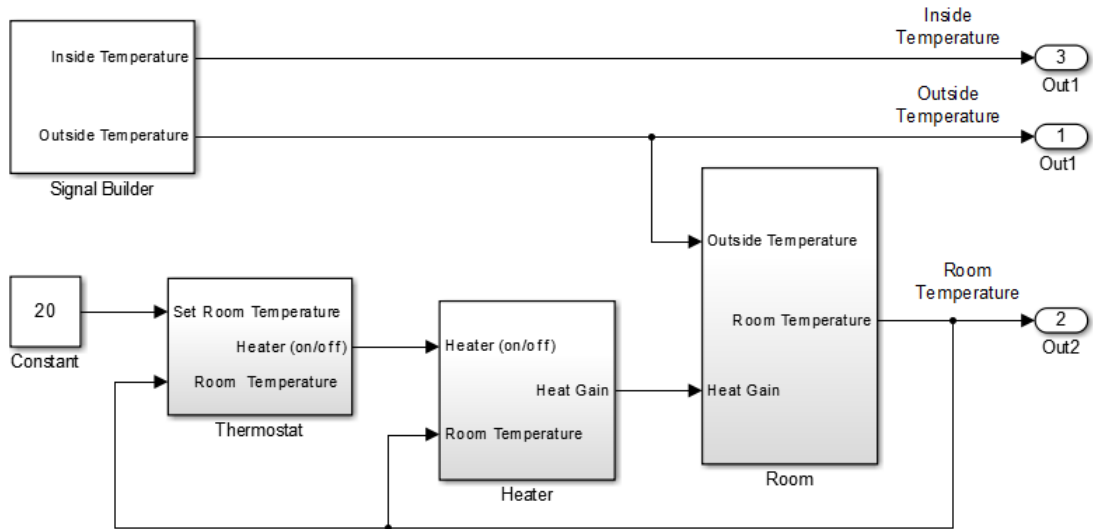 Inside
Temperature
Inside Temperature
3
Out1
Outside
Temperature
Outside Temperature
1
Out1
Signal Builder
Outside Temperature
Room
Temperature
20
Set Room Temperature
Room Temperature
2
Heater (on/off)
Heater (on/off)
Out2
Constant
Room Temperature
Heat Gain
Heat Gain
Thermostat
Room Temperature
Room
Heater